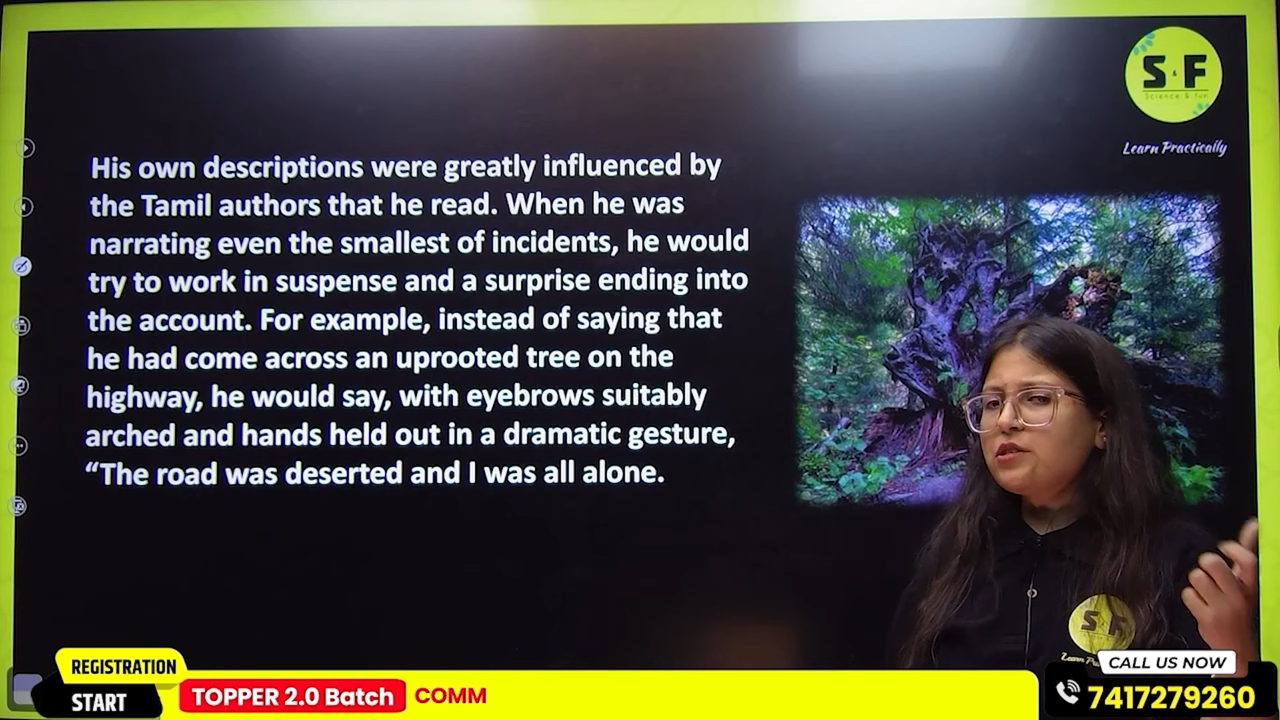 S & F
Science & fun
Learn Practically
His own descriptions were greatly influenced by
the Tamil authors that he read. When he was
narrating even the smallest of incidents, he would
try to work in suspense and a surprise ending into
the account. For example, instead of saying that
he had come across an uprooted tree on the
highway, he would say, with eyebrows suitably
arched and hands held out in a dramatic gesture,
“The road was deserted and I was all alone.
S F
REGISTRATION
START
TOPPER 2.0 Batch
COMM
CALL US NOW
7417279260